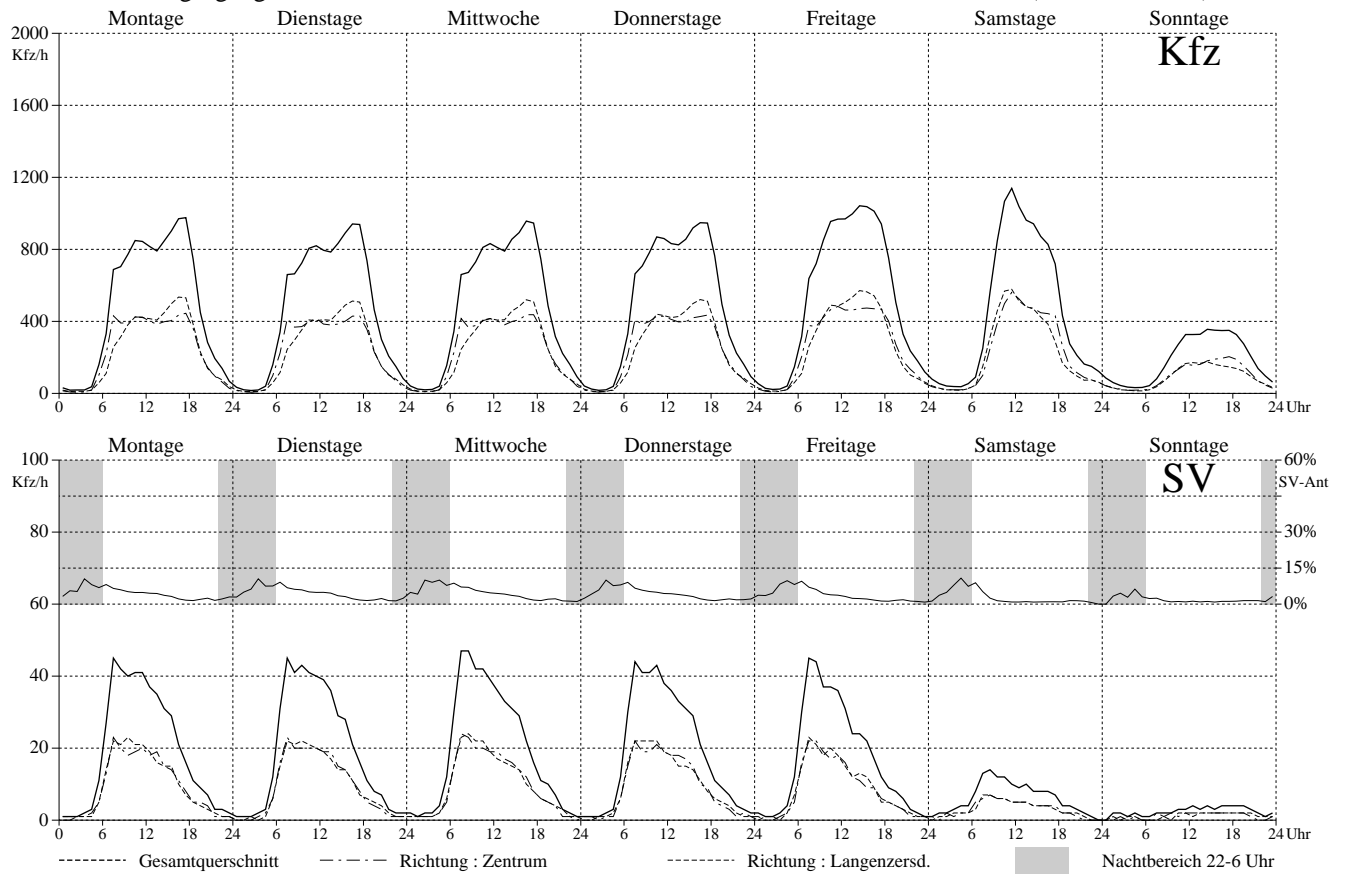 Montage Dienstage Mittwoche Donnerstage Freitage Samstage Sonntage
2000
Kfz/h
Kfz
1600
1200
800
400
0
0 6 12 18 24 6 12 18 24 6 12 18 24 6 12 18 24 6 12 18 24 6 12 18 24 6 12 18 24 Uhr
Montage Dienstage Mittwoche Donnerstage Freitage Samstage Sonntage
100 60%
Kfz/h SV SV-Ant
80 30%
15%
60 0%
40
20
0
0 6 12 18 24 6 12 18 24 6 12 18 24 6 12 18 24 6 12 18 24 6 12 18 24 6 12 18 24 Uhr
Gesamtquerschnitt Richtung : Zentrum Richtung : Langenzersd. Nachtbereich 22-6 Uhr